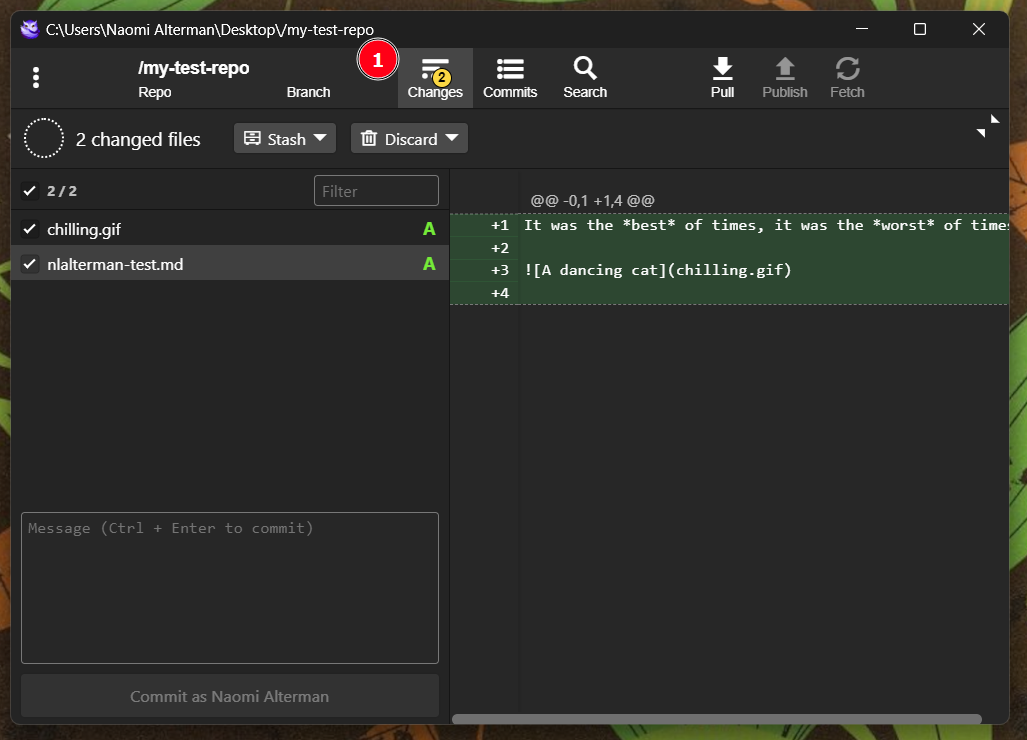 C:\Users\Naomi Alterman\Desktop\/my-test-repo
1
/my-test-repo
Repo
Branch
2
Changes
Commits
Search
Pull
Publish
Fetch
2 changed files
Stash
Discard
2 / 2
Filter
chilling.gif A
nlalterman-test.md A
@@ -0,1 +1,4 @@
+1 It was the *best* of times, it was the *worst* of time
+2
+3 ![A dancing cat](chilling.gif)
+4
Message (Ctrl + Enter to commit)
Commit as Naomi Alterman